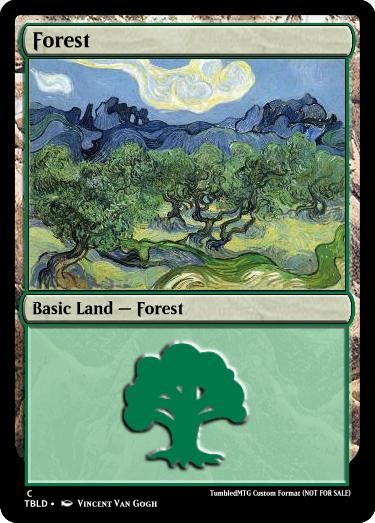 Forest
Basic Land — Forest
C
TBLD • Vincent Van Gogh
TumbledMTG Custom Format (NOT FOR SALE)